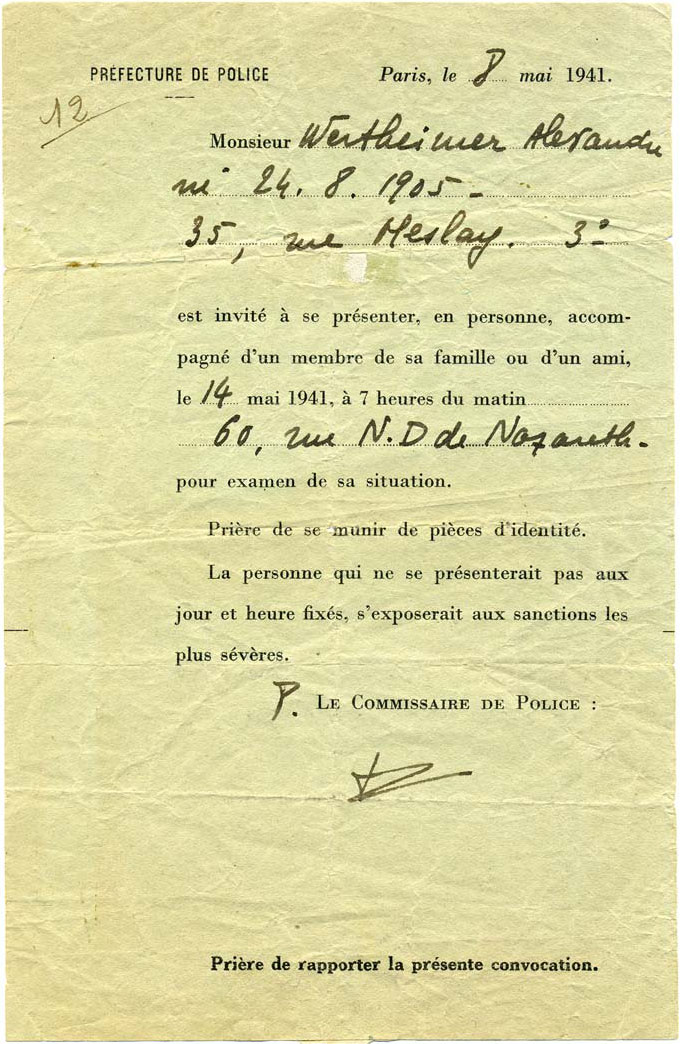 PRÉFECTURE DE POLICE
Paris, le 8 mai 1941.
12
Monsieur Wertheimer Alexandre
né 24. 8. 1905 -
35, rue Meslay. 3°
est invité à se présenter, en personne, accom-
pagné d'un membre de sa famille ou d'un ami,
le 14 mai 1941, à 7 heures du matin
60, rue N.D de Nazareth -
pour examen de sa situation.
Prière de se munir de pièces d'identité.
La personne qui ne se présenterait pas aux
jour et heure fixés, s'exposerait aux sanctions les
plus sévères.
P. LE COMMISSAIRE DE POLICE :
Prière de rapporter la présente convocation.